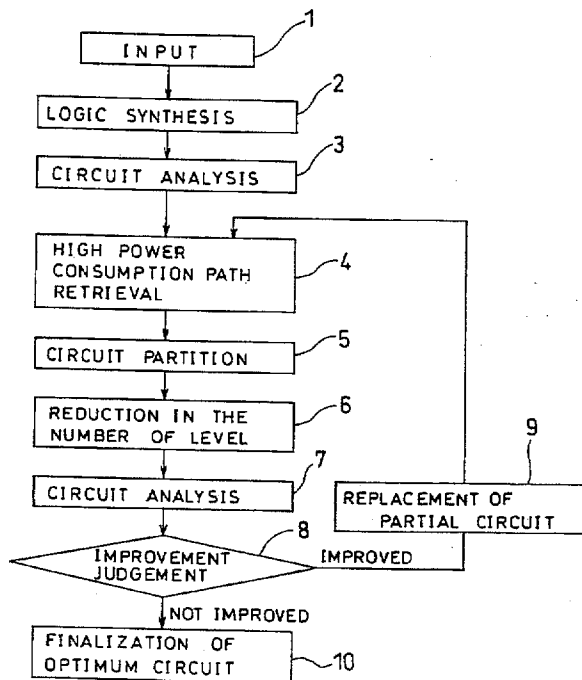 1
INPUT
2
LOGIC SYNTHESIS
3
CIRCUIT ANALYSIS
HIGH POWER
CONSUMPTION PATH
RETRIEVAL
4
5
CIRCUIT PARTITION
6
REDUCTION IN THE
NUMBER OF LEVEL
7
CIRCUIT ANALYSIS
9
REPLACEMENT OF
PARTIAL CIRCUIT
8
IMPROVEMENT
JUDGEMENT
IMPROVED
NOT IMPROVED
FINALIZATION OF
OPTIMUM CIRCUIT
10